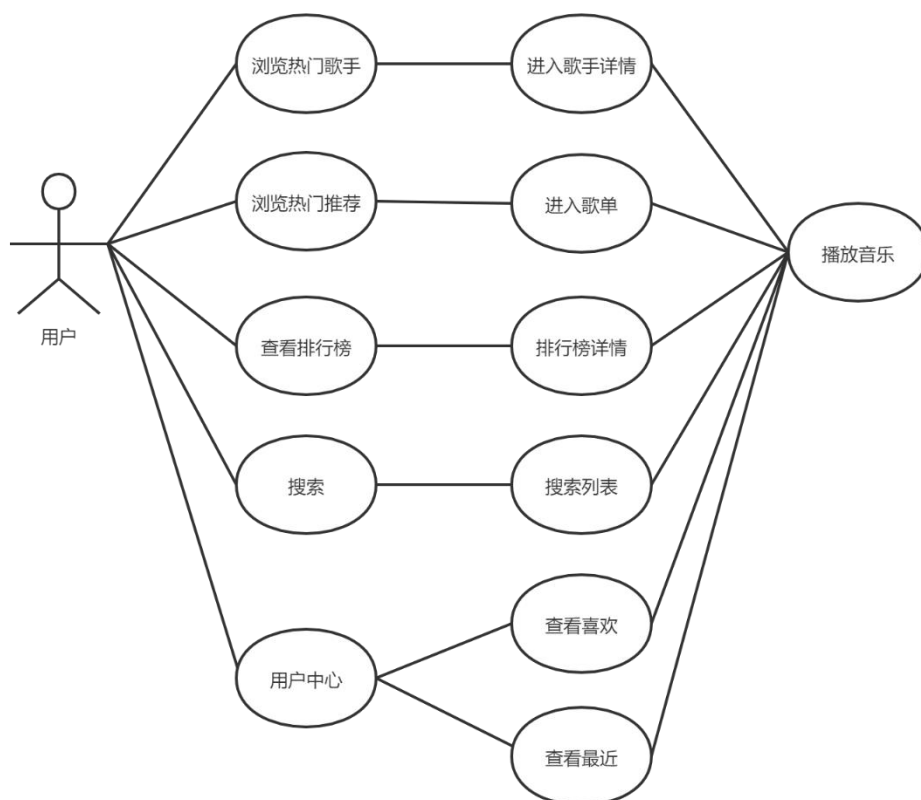 浏览热门歌手
进入歌手详情
浏览热门推荐
进入歌单
播放音乐
用户
查看排行榜
排行榜详情
搜索
搜索列表
查看喜欢
用户中心
查看最近